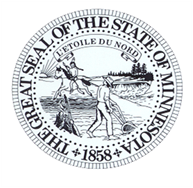 THE GREAT SEAL OF THE STATE OF MINNESOTA
L'ETOILE DU NORD
1858